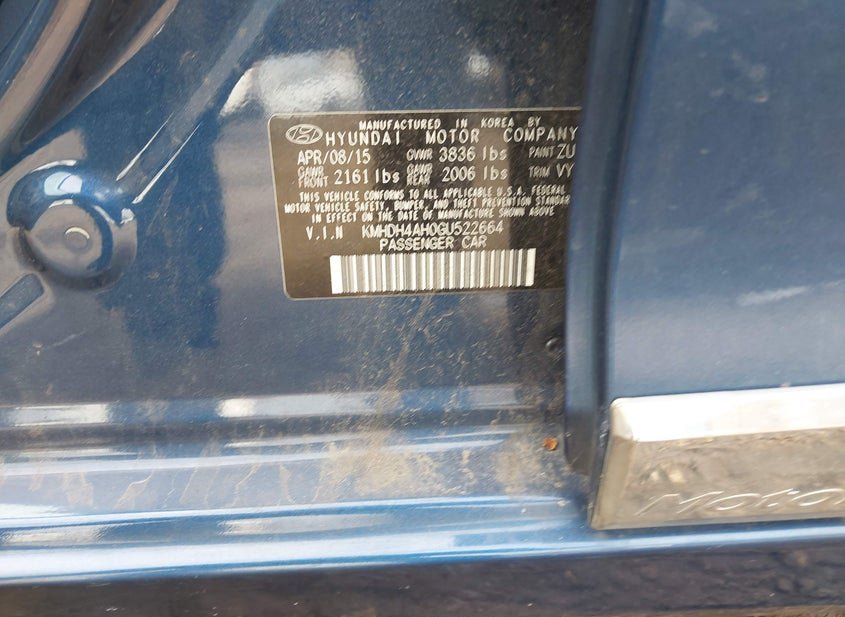 MANUFACTURED IN KOREA BY
HYUNDAI MOTOR COMPANY
APR/08/15 GVWR 3836 lbs PAINT ZU
GAWR FRONT 2161 lbs GAWR REAR 2006 lbs TRIM VY
THIS VEHICLE CONFORMS TO ALL APPLICABLE U.S.A. FEDERAL
MOTOR VEHICLE SAFETY, BUMPER, AND THEFT PREVENTION STANDAR
IN EFFECT ON THE DATE OF MANUFACTURE SHOWN ABOVE
V.I.N KMHDH4AH0GU522664
PASSENGER CAR
MOTO